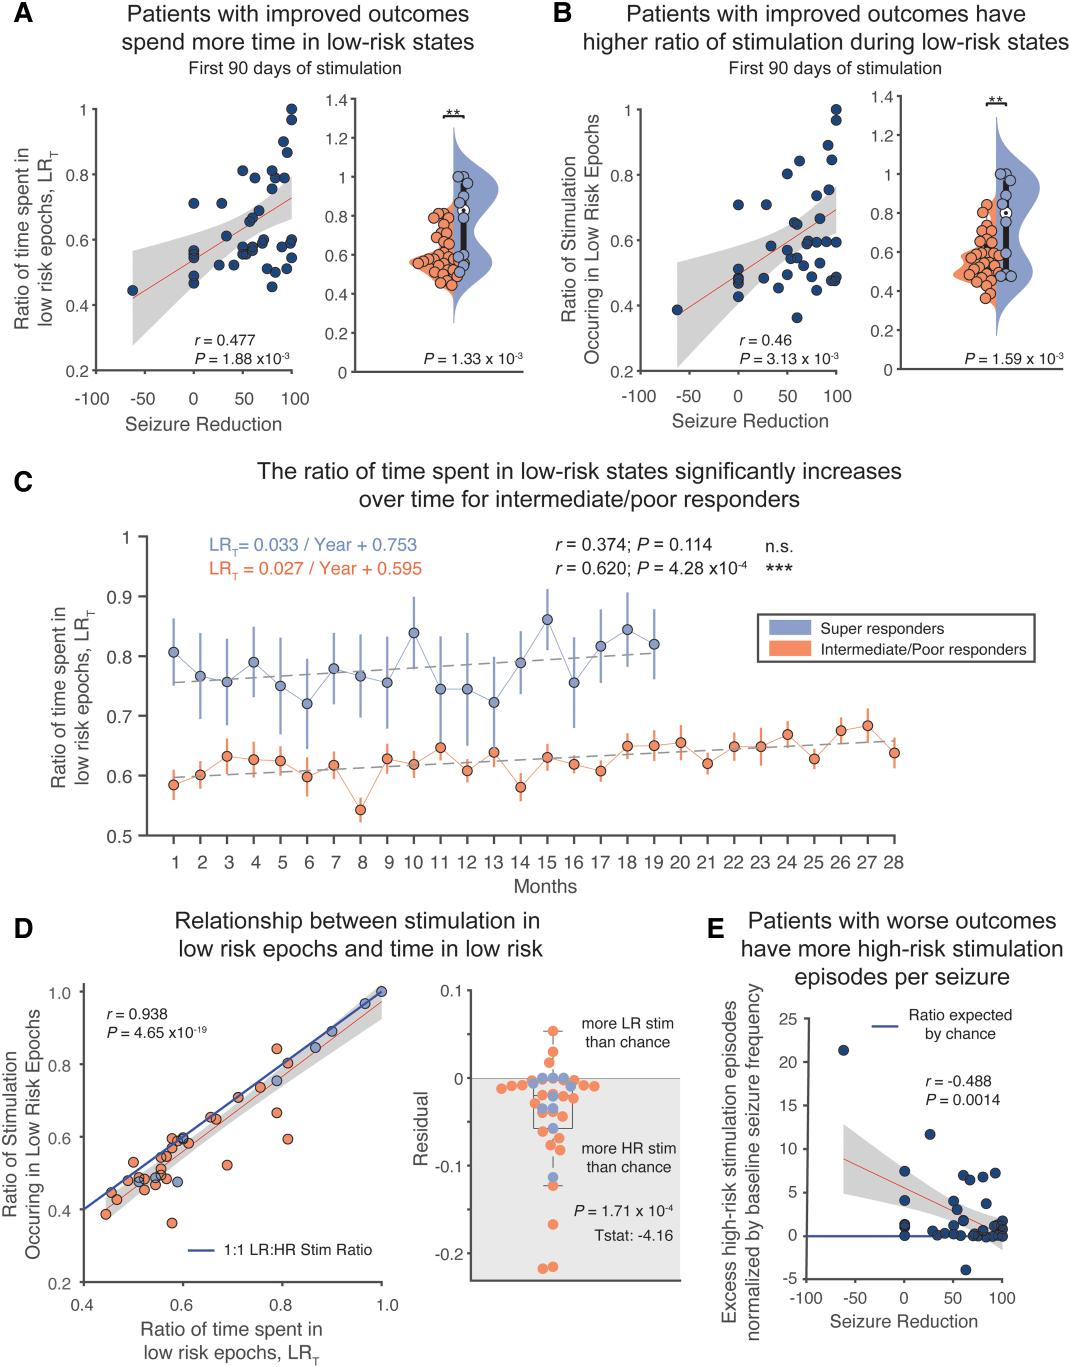 A
Patients with improved outcomes
spend more time in low-risk states
First 90 days of stimulation
Ratio of time spent in
low risk epochs, LR_T
1
0.8
0.6
0.4
0.2
r = 0.477
P = 1.88 x10⁻³
-100 -50 0 50 100
Seizure Reduction
1.4
1.2
1
0.8
0.6
0.4
0.2
0
**
P = 1.33 x 10⁻³
B
Patients with improved outcomes have
higher ratio of stimulation during low-risk states
First 90 days of stimulation
Ratio of Stimulation
Occuring in Low Risk Epochs
1
0.8
0.6
0.4
0.2
r = 0.46
P = 3.13 x10⁻³
-100 -50 0 50 100
Seizure Reduction
1.4
1.2
1
0.8
0.6
0.4
0.2
0
**
P = 1.59 x 10⁻³
C
The ratio of time spent in low-risk states significantly increases
over time for intermediate/poor responders
Ratio of time spent in
low risk epochs, LR_T
1
0.9
0.8
0.7
0.6
0.5
LR_T= 0.033 / Year + 0.753
LR_T = 0.027 / Year + 0.595
r = 0.374; P = 0.114 n.s.
r = 0.620; P = 4.28 x10⁻⁴ ***
Super responders
Intermediate/Poor responders
1 2 3 4 5 6 7 8 9 10 11 12 13 14 15 16 17 18 19 20 21 22 23 24 25 26 27 28
Months
D
Relationship between stimulation in
low risk epochs and time in low risk
Ratio of Stimulation
Occuring in Low Risk Epochs
1.0
0.8
0.6
0.4
0.2
r = 0.938
P = 4.65 x10⁻¹⁹
1:1 LR:HR Stim Ratio
0.4 0.6 0.8 1.0
Ratio of time spent in
low risk epochs, LR_T
Residual
0.1
0
-0.1
-0.2
more LR stim
than chance
more HR stim
than chance
P = 1.71 x 10⁻⁴
Tstat: -4.16
E
Patients with worse outcomes
have more high-risk stimulation
episodes per seizure
Excess high-risk stimulation episodes
normalized by baseline seizure frequency
25
20
15
10
5
0
-5
Ratio expected
by chance
r = -0.488
P = 0.0014
-100 -50 0 50 100
Seizure Reduction